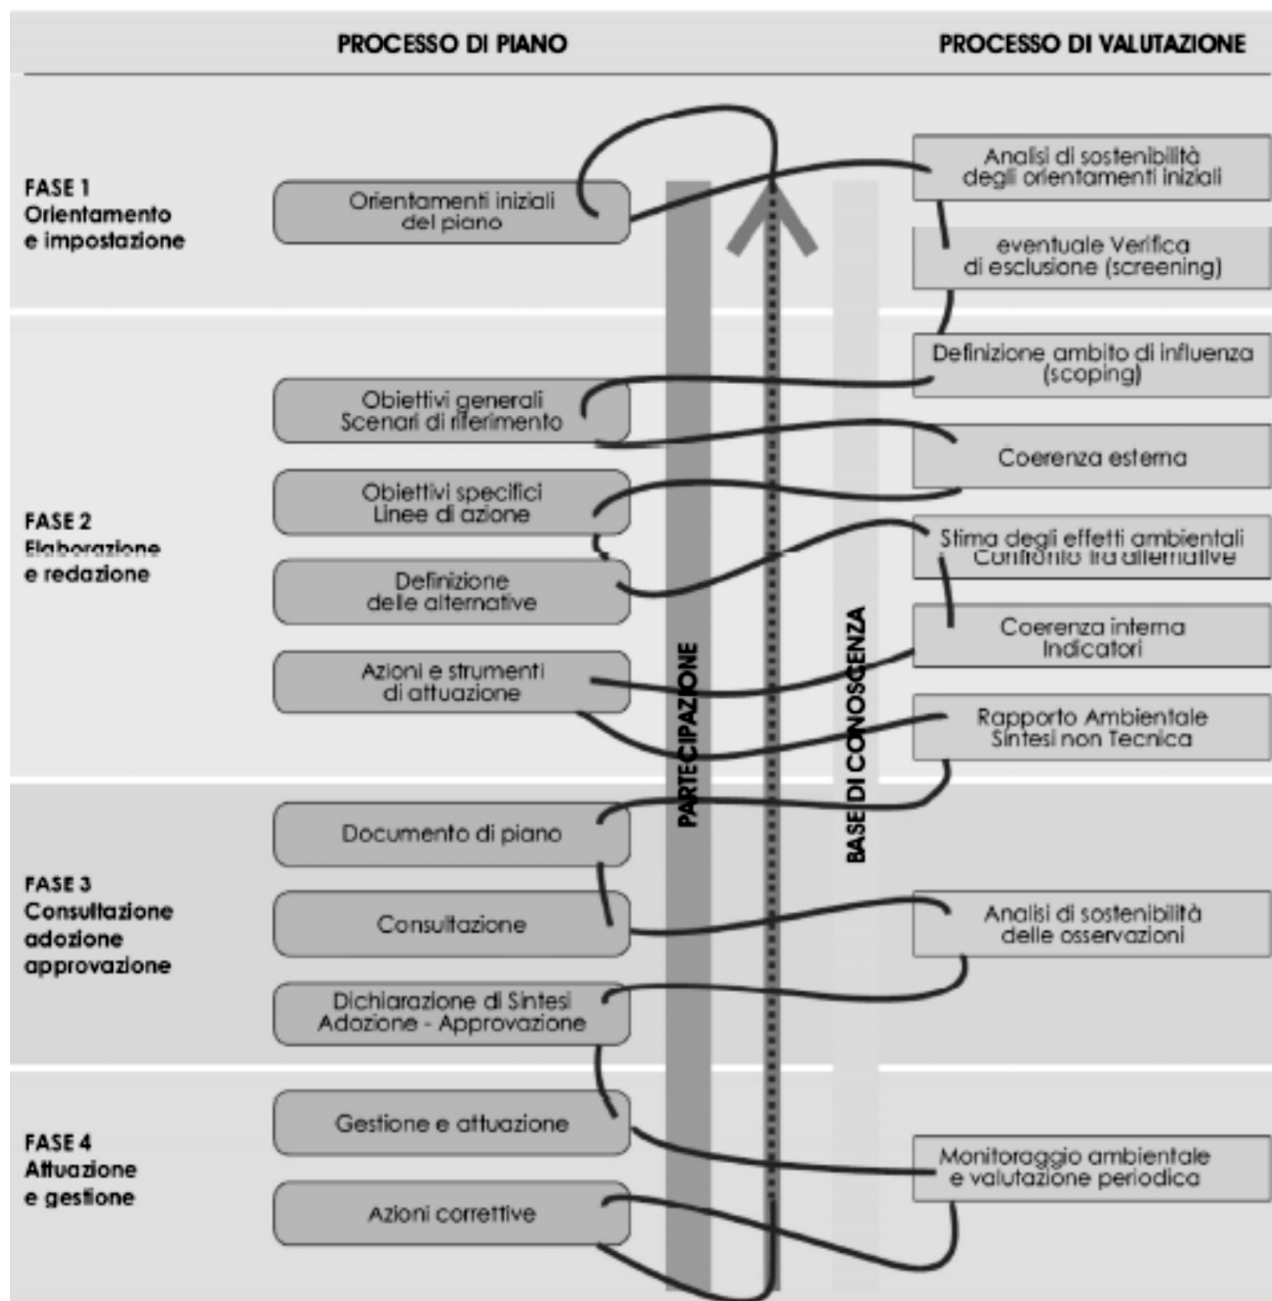 PROCESSO DI PIANO
PROCESSO DI VALUTAZIONE
FASE 1
Orientamento
e impostazione
Orientamenti iniziali
del piano
Analisi di sostenibilità
degli orientamenti iniziali
eventuale Verifica
di esclusione (screening)
FASE 2
Elaborazione
e redazione
Definizione ambito di influenza
(scoping)
Obiettivi generali
Scenari di riferimento
Coerenza esterna
Obiettivi specifici
Linee di azione
Stima degli effetti ambientali
Confronto fra alternative
Definizione
delle alternative
Coerenza interna
Indicatori
Azioni e strumenti
di attuazione
Rapporto Ambientale
Sintesi non Tecnica
PARTECIPAZIONE
BASE DI CONOSCENZA
FASE 3
Consultazione
adozione
approvazione
Documento di piano
Consultazione
Analisi di sostenibilità
delle osservazioni
Dichiarazione di Sintesi
Adozione - Approvazione
FASE 4
Attuazione
e gestione
Gestione e attuazione
Monitoraggio ambientale
e valutazione periodica
Azioni correttive